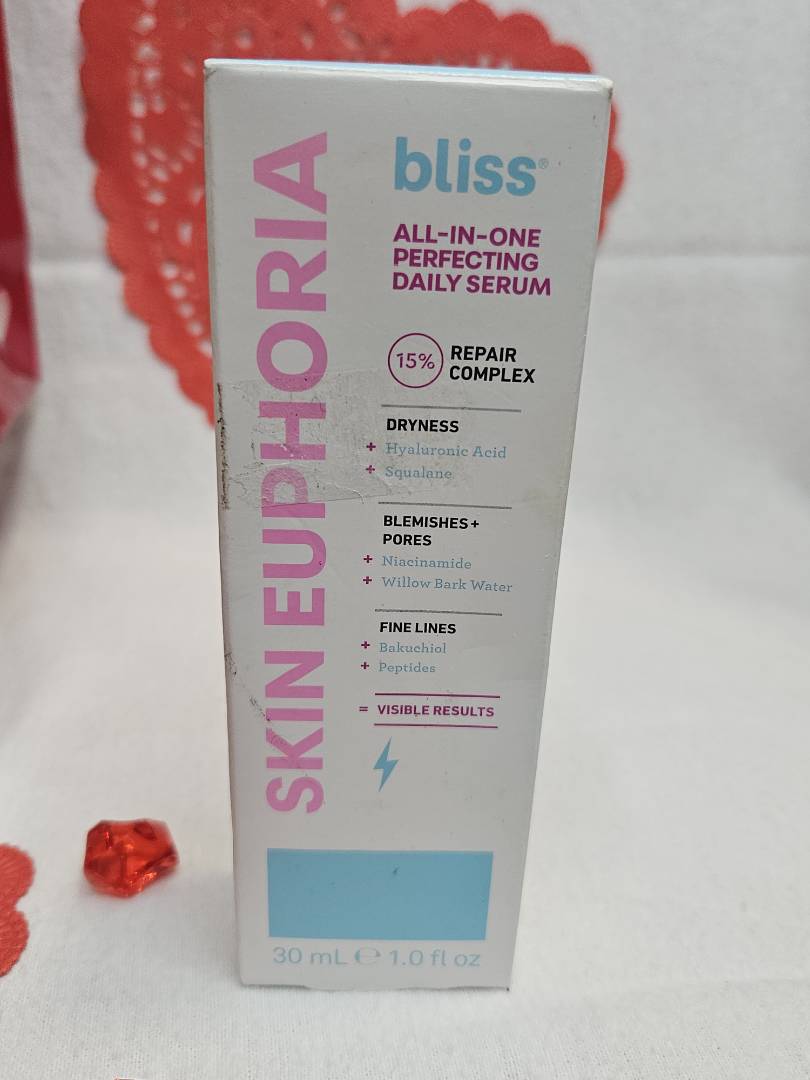 SKIN EUPHORIA
bliss®
ALL-IN-ONE
PERFECTING
DAILY SERUM
15% REPAIR
COMPLEX
DRYNESS
+ Hyaluronic Acid
+ Squalane
BLEMISHES+
PORES
+ Niacinamide
+ Willow Bark Water
FINE LINES
+ Bakuchiol
+ Peptides
= VISIBLE RESULTS
30 mL ℮ 1.0 fl oz